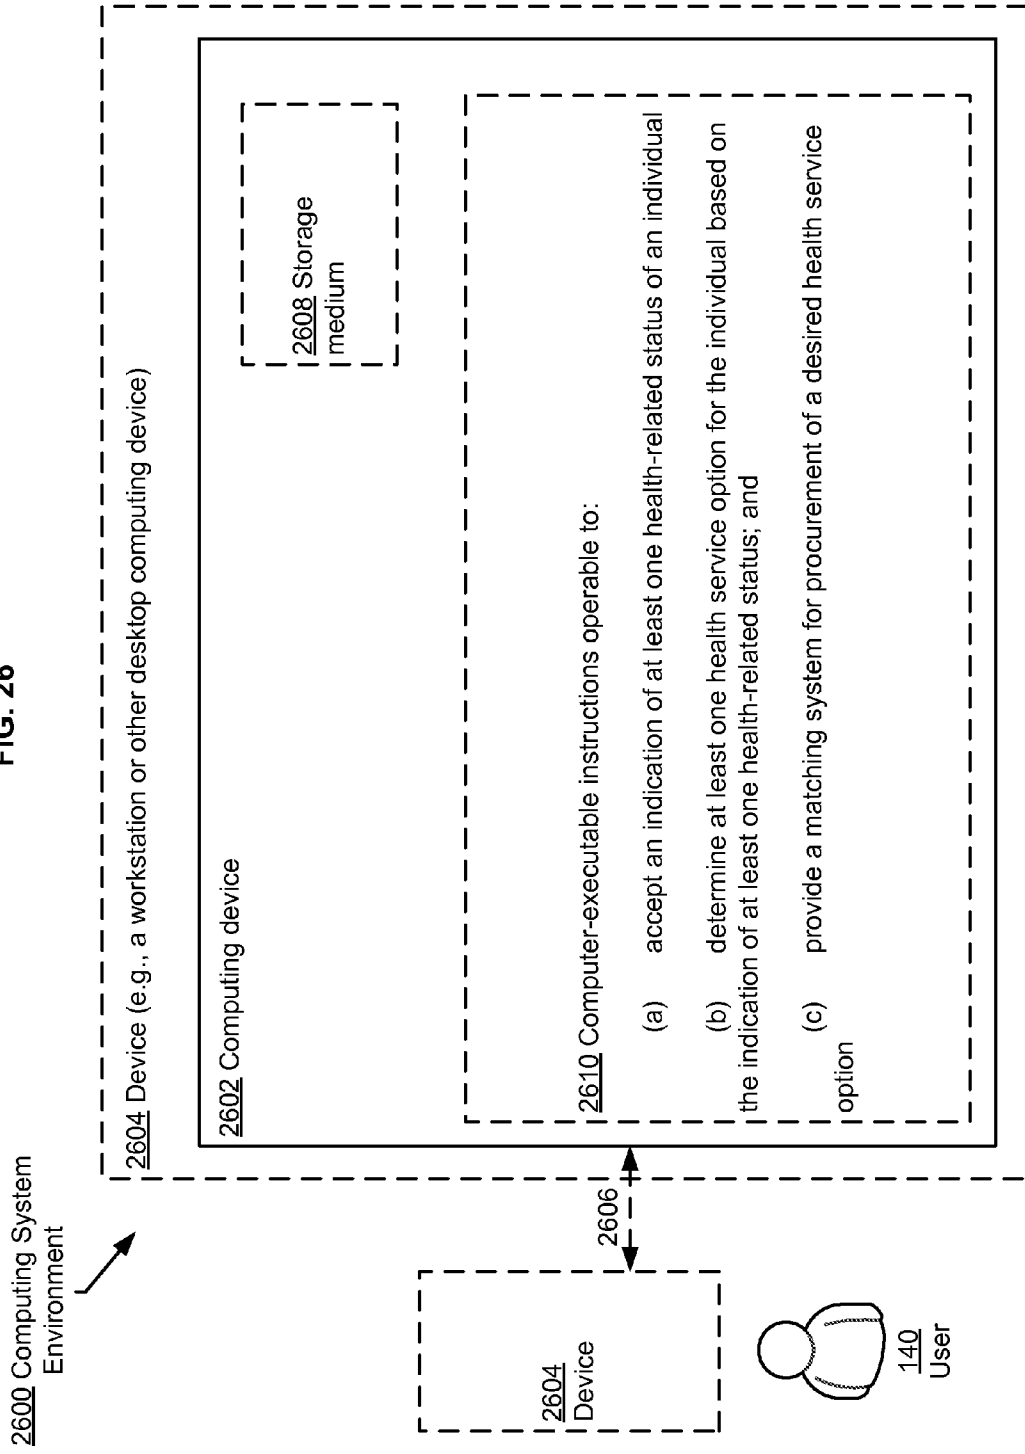 FIG. 26
2600 Computing System
Environment
2604 Device (e.g., a workstation or other desktop computing device)
2602 Computing device
2608 Storage
medium
2610 Computer-executable instructions operable to:
(a) accept an indication of at least one health-related status of an individual
(b) determine at least one health service option for the individual based on
the indication of at least one health-related status; and
(c) provide a matching system for procurement of a desired health service
option
2606
2604
Device
140
User